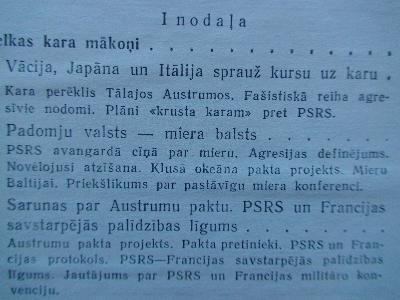 I nodaļa
elkas kara mākoņi . . . . . . . . . . . .
Vācija, Japāna un Itālija sprauž kursu uz karu .
Kara perēklis Tālajos Austrumos. Fašistiskā reiha agre-
sīvie nodomi. Plāni «krusta karam» pret PSRS.
Padomju valsts — miera balsts . . . . . .
PSRS avangardā cīņā par mieru. Agresijas definējums.
Novēlojusi atzīšana. Klusā okeāna pakta projekts. Mieru
Baltijai. Priekšlikums par pastāvīgu miera konferenci.
Sarunas par Austrumu paktu. PSRS un Francijas
savstarpējās palīdzības līgums . . . . . .
Austrumu pakta projekts. Pakta pretinieki. PSRS un Fran-
cijas protokols. PSRS—Francijas savstarpējās palīdzības
līgums. Jautājums par PSRS un Francijas militāro kon-
venciju.